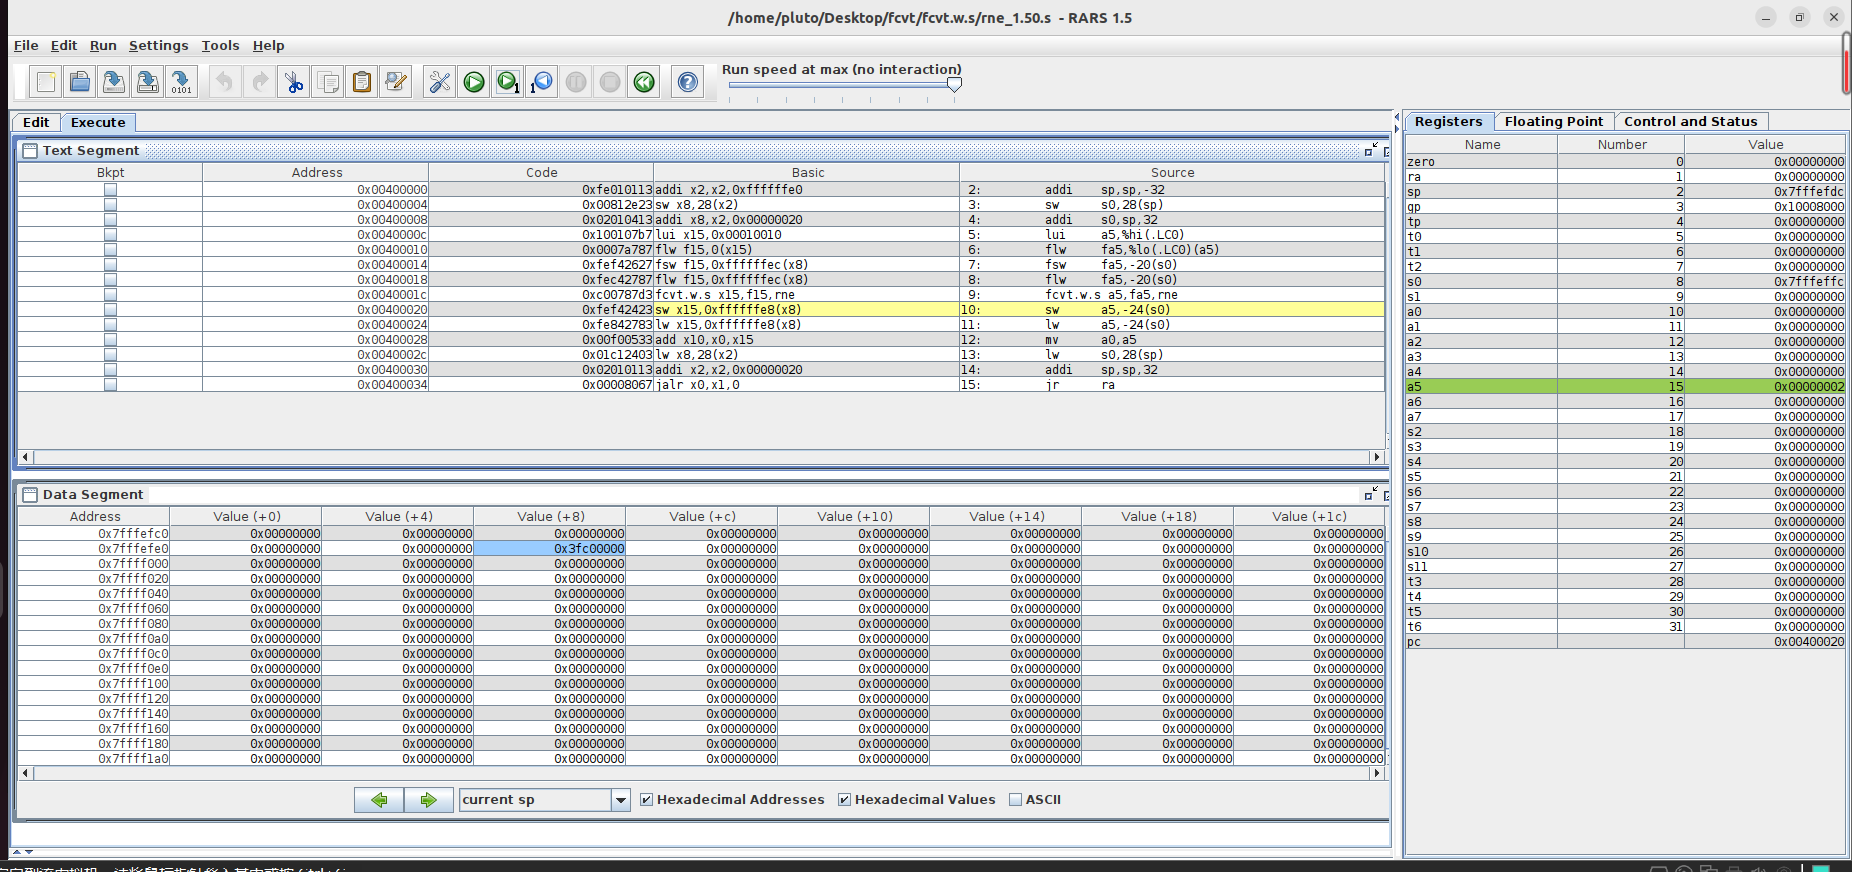 /home/pluto/Desktop/fcvt/fcvt.w.s/rne_1.50.s - RARS 1.5
File Edit Run Settings Tools Help
Run speed at max (no interaction)
Edit Execute
Registers Floating Point Control and Status
Text Segment
Bkpt Address Code Basic Source
0x00400000 0xfe010113 addi x2,x2,0xffffffe0 2: addi sp,sp,-32
0x00400004 0x00812e23 sw x8,28(x2) 3: sw s0,28(sp)
0x00400008 0x02010413 addi x8,x2,0x00000020 4: addi s0,sp,32
0x0040000c 0x100107b7 lui x15,0x00010010 5: lui a5,%hi(.LC0)
0x00400010 0x0007a787 flw f15,0(x15) 6: flw fa5,%lo(.LC0)(a5)
0x00400014 0xfef42627 fsw f15,0xffffffec(x8) 7: fsw fa5,-20(s0)
0x00400018 0xfec42787 flw f15,0xffffffec(x8) 8: flw fa5,-20(s0)
0x0040001c 0xc00787d3 fcvt.w.s x15,f15,rne 9: fcvt.w.s a5,fa5,rne
0x00400020 0xfef42423 sw x15,0xffffffe8(x8) 10: sw a5,-24(s0)
0x00400024 0xfe842783 lw x15,0xffffffe8(x8) 11: lw a5,-24(s0)
0x00400028 0x00f00533 add x10,x0,x15 12: mv a0,a5
0x0040002c 0x01c12403 lw x8,28(x2) 13: lw s0,28(sp)
0x00400030 0x02010113 addi x2,x2,0x00000020 14: addi sp,sp,32
0x00400034 0x00008067 jalr x0,x1,0 15: jr ra
Data Segment
Address Value (+0) Value (+4) Value (+8) Value (+c) Value (+10) Value (+14) Value (+18) Value (+1c)
0x7fffefc0 0x00000000 0x00000000 0x00000000 0x00000000 0x00000000 0x00000000 0x00000000 0x00000000
0x7fffefe0 0x00000000 0x00000000 0x3fc00000 0x00000000 0x00000000 0x00000000 0x00000000 0x00000000
0x7ffff000 0x00000000 0x00000000 0x00000000 0x00000000 0x00000000 0x00000000 0x00000000 0x00000000
0x7ffff020 0x00000000 0x00000000 0x00000000 0x00000000 0x00000000 0x00000000 0x00000000 0x00000000
0x7ffff040 0x00000000 0x00000000 0x00000000 0x00000000 0x00000000 0x00000000 0x00000000 0x00000000
0x7ffff060 0x00000000 0x00000000 0x00000000 0x00000000 0x00000000 0x00000000 0x00000000 0x00000000
0x7ffff080 0x00000000 0x00000000 0x00000000 0x00000000 0x00000000 0x00000000 0x00000000 0x00000000
0x7ffff0a0 0x00000000 0x00000000 0x00000000 0x00000000 0x00000000 0x00000000 0x00000000 0x00000000
0x7ffff0c0 0x00000000 0x00000000 0x00000000 0x00000000 0x00000000 0x00000000 0x00000000 0x00000000
0x7ffff0e0 0x00000000 0x00000000 0x00000000 0x00000000 0x00000000 0x00000000 0x00000000 0x00000000
0x7ffff100 0x00000000 0x00000000 0x00000000 0x00000000 0x00000000 0x00000000 0x00000000 0x00000000
0x7ffff120 0x00000000 0x00000000 0x00000000 0x00000000 0x00000000 0x00000000 0x00000000 0x00000000
0x7ffff140 0x00000000 0x00000000 0x00000000 0x00000000 0x00000000 0x00000000 0x00000000 0x00000000
0x7ffff160 0x00000000 0x00000000 0x00000000 0x00000000 0x00000000 0x00000000 0x00000000 0x00000000
0x7ffff180 0x00000000 0x00000000 0x00000000 0x00000000 0x00000000 0x00000000 0x00000000 0x00000000
0x7ffff1a0 0x00000000 0x00000000 0x00000000 0x00000000 0x00000000 0x00000000 0x00000000 0x00000000
current sp Hexadecimal Addresses Hexadecimal Values ASCII
Name Number Value
zero 0 0x00000000
ra 1 0x00000000
sp 2 0x7fffefdc
gp 3 0x10008000
tp 4 0x00000000
t0 5 0x00000000
t1 6 0x00000000
t2 7 0x00000000
s0 8 0x7fffeffc
s1 9 0x00000000
a0 10 0x00000000
a1 11 0x00000000
a2 12 0x00000000
a3 13 0x00000000
a4 14 0x00000000
a5 15 0x00000002
a6 16 0x00000000
a7 17 0x00000000
s2 18 0x00000000
s3 19 0x00000000
s4 20 0x00000000
s5 21 0x00000000
s6 22 0x00000000
s7 23 0x00000000
s8 24 0x00000000
s9 25 0x00000000
s10 26 0x00000000
s11 27 0x00000000
t3 28 0x00000000
t4 29 0x00000000
t5 30 0x00000000
t6 31 0x00000000
pc 0x00400020